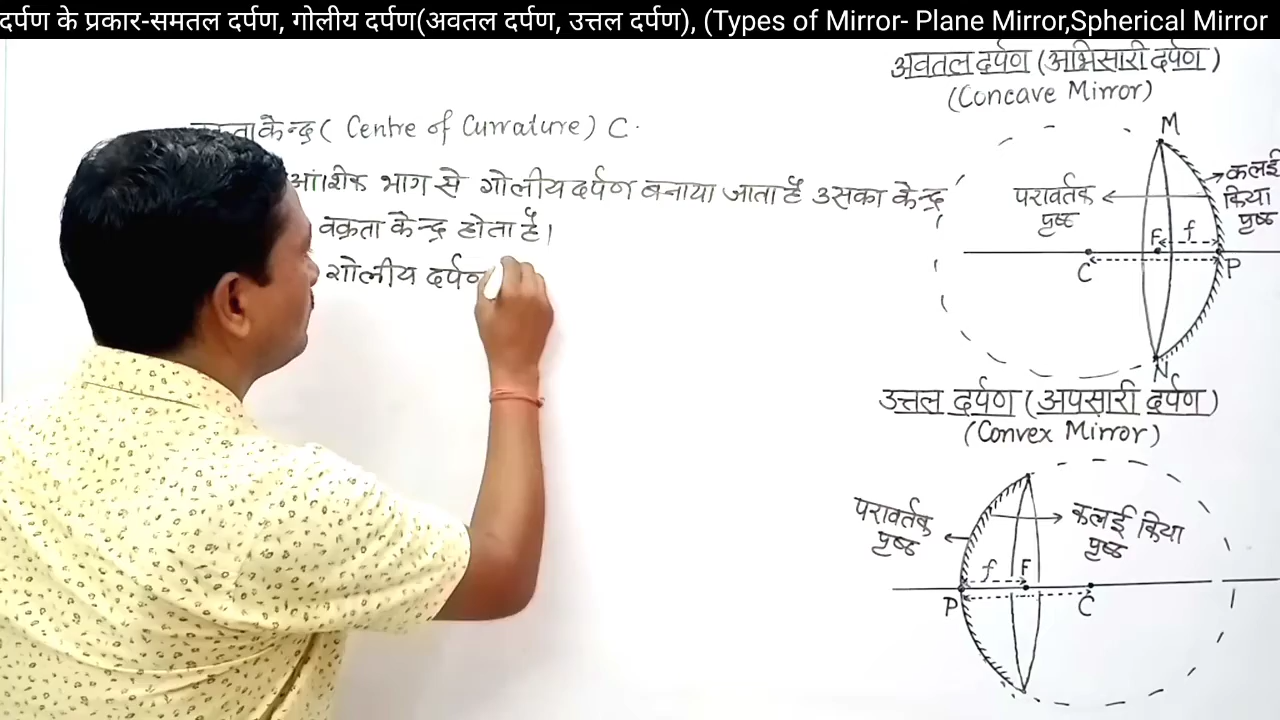 दर्पण के प्रकार-समतल दर्पण, गोलीय दर्पण(अवतल दर्पण, उत्तल दर्पण), (Types of Mirror- Plane Mirror,Spherical Mirror
केन्द्र ( Centre of Curvature ) C.
आंशिक भाग से गोलीय दर्पण बनाया जाता है उसका केन्द्र
वक्रता केन्द्र होता है।
गोलीय दर्पण
अवतल दर्पण (अभिसारी दर्पण)
(Concave Mirror)
M
परावर्तक
पृष्ठ
कलई
किया
पृष्ठ
F f
C P
N
उत्तल दर्पण (अपसारी दर्पण)
(Convex Mirror)
परावर्तक
पृष्ठ
कलई किया
पृष्ठ
f F
P C